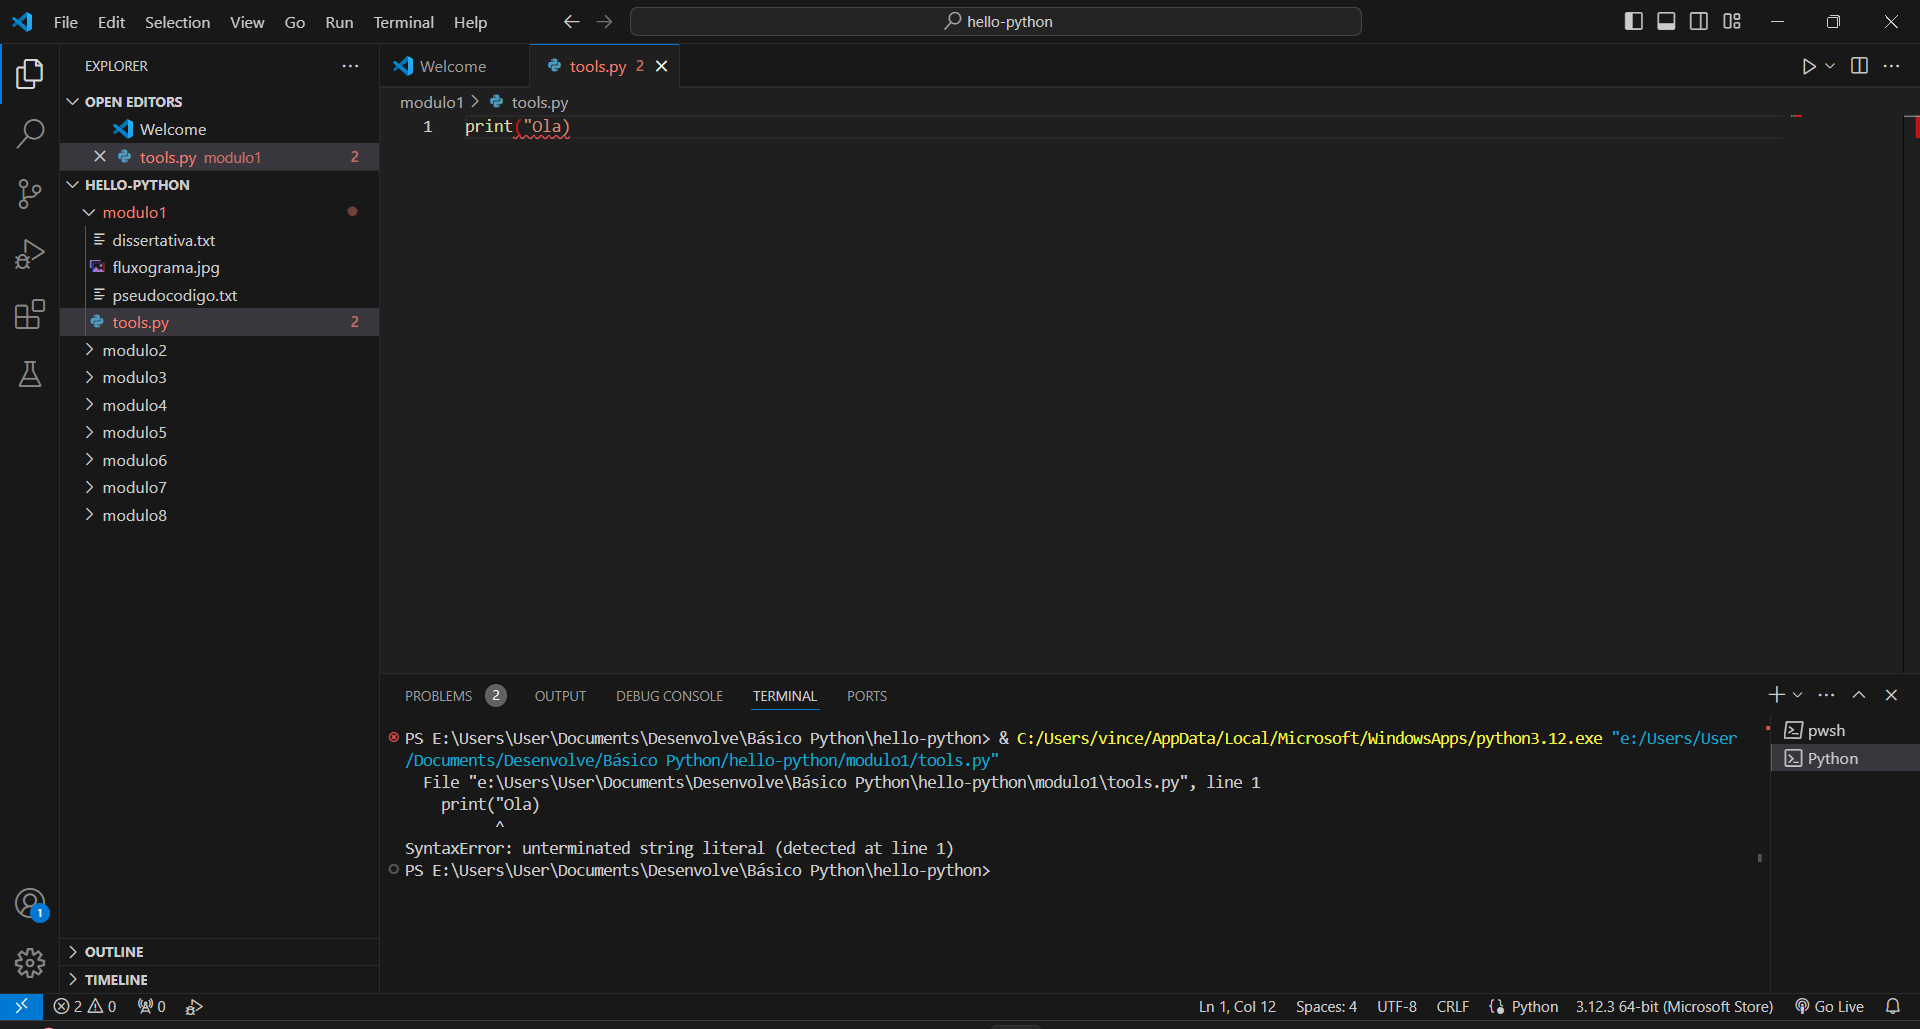 File Edit Selection View Go Run Terminal Help
hello-python
EXPLORER
OPEN EDITORS
Welcome
tools.py modulo1 2
HELLO-PYTHON
modulo1
dissertativa.txt
fluxograma.jpg
pseudocodigo.txt
tools.py 2
modulo2
modulo3
modulo4
modulo5
modulo6
modulo7
modulo8
OUTLINE
TIMELINE
Welcome
tools.py 2
modulo1 > tools.py
1 print("Ola)
PROBLEMS 2 OUTPUT DEBUG CONSOLE TERMINAL PORTS
PS E:\Users\User\Documents\Desenvolve\Básico Python\hello-python> & C:/Users/vince/AppData/Local/Microsoft/WindowsApps/python3.12.exe "e:/Users/User
/Documents/Desenvolve/Básico Python/hello-python/modulo1/tools.py"
File "e:\Users\User\Documents\Desenvolve\Básico Python\hello-python\modulo1\tools.py", line 1
print("Ola)
^
SyntaxError: unterminated string literal (detected at line 1)
PS E:\Users\User\Documents\Desenvolve\Básico Python\hello-python>
pwsh
Python
1
2 0 0
Ln 1, Col 12 Spaces: 4 UTF-8 CRLF Python 3.12.3 64-bit (Microsoft Store) Go Live